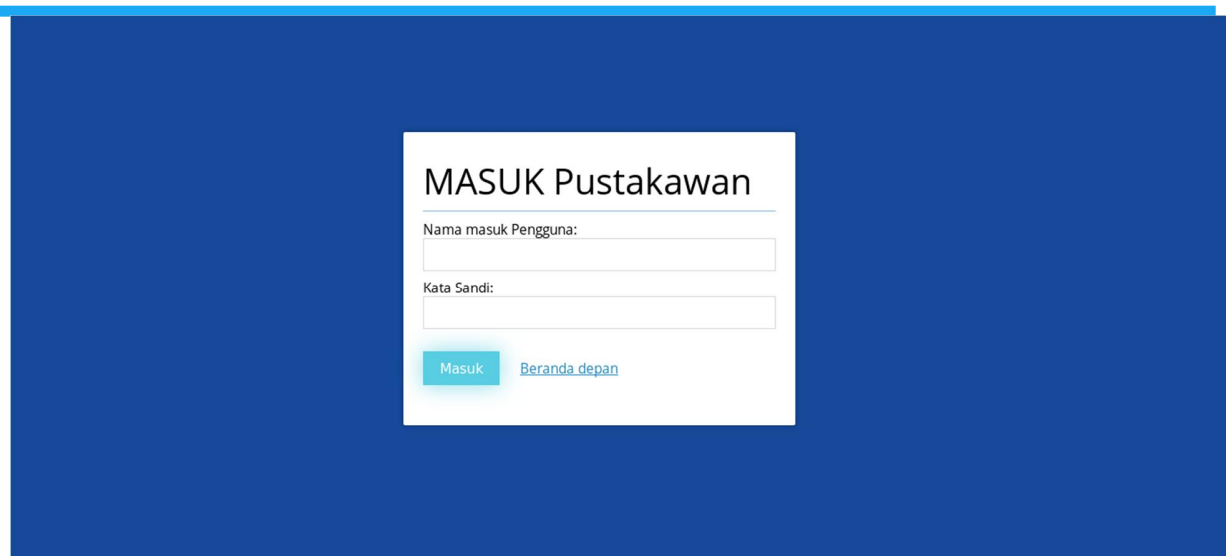 MASUK Pustakawan
Nama masuk Pengguna:
Kata Sandi:
Masuk Beranda depan